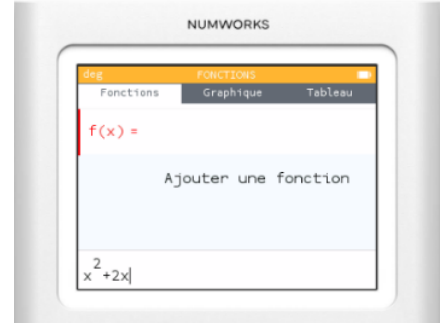 NUMWORKS
deg FONCTIONS
Fonctions Graphique Tableau
f(x) =
Ajouter une fonction
x²+2x